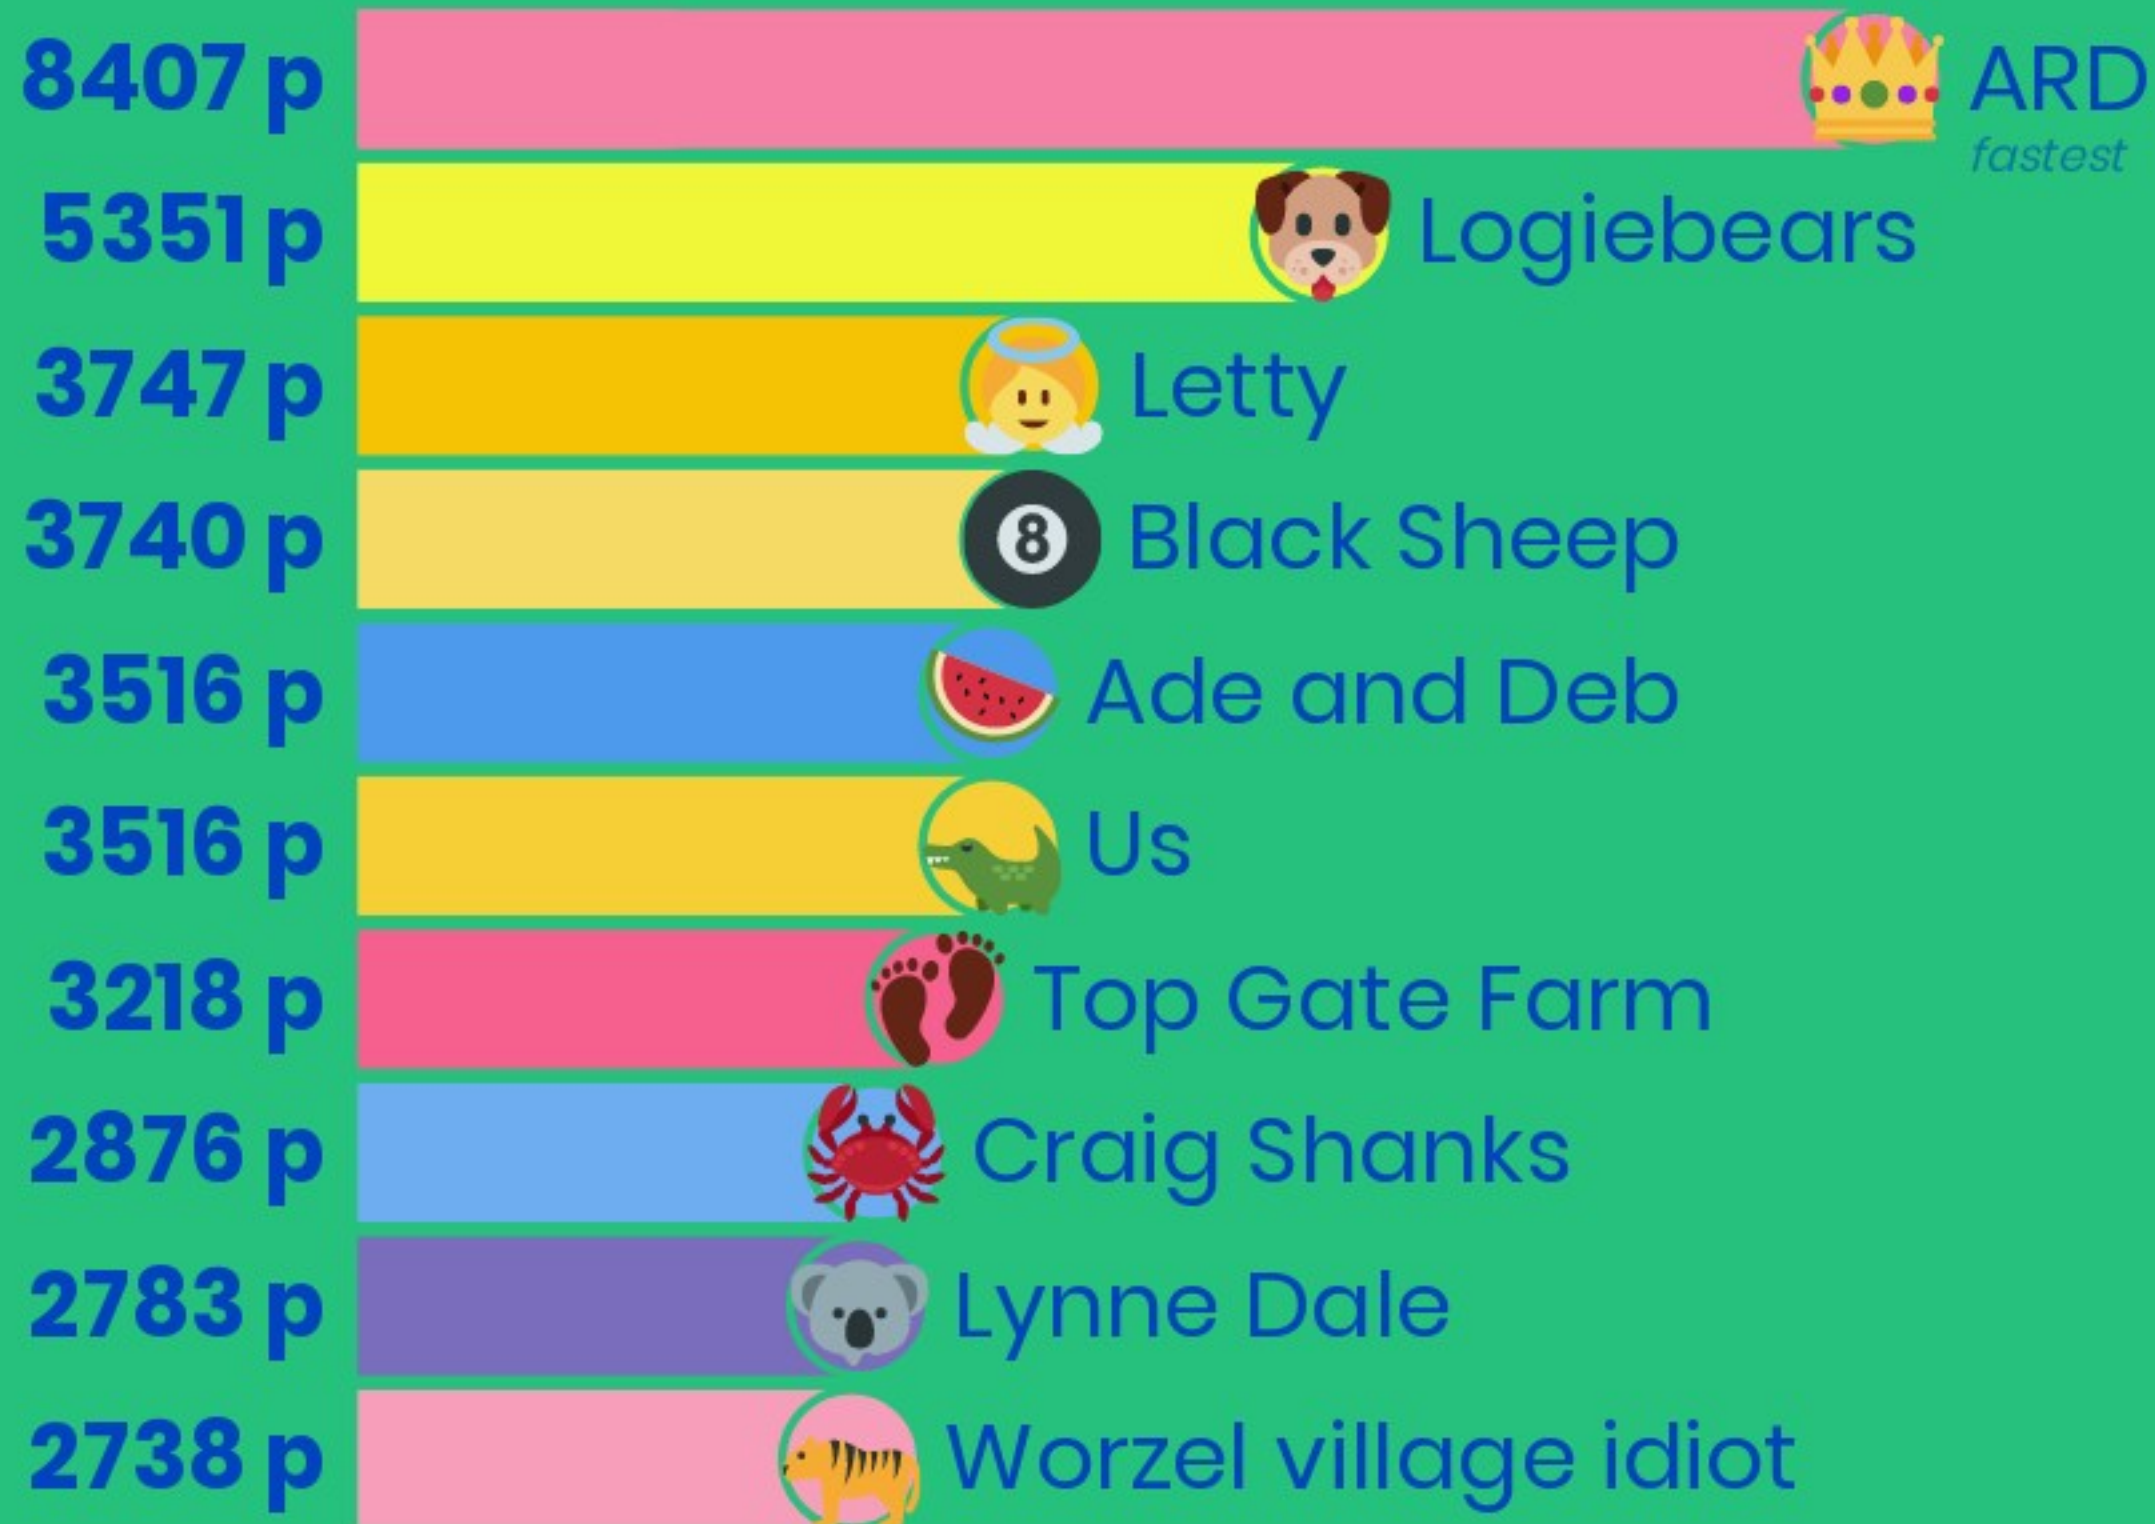 8407 p ARD
fastest
5351 p Logiebears
3747 p Letty
3740 p 8 Black Sheep
3516 p Ade and Deb
3516 p Us
3218 p Top Gate Farm
2876 p Craig Shanks
2783 p Lynne Dale
2738 p Worzel village idiot